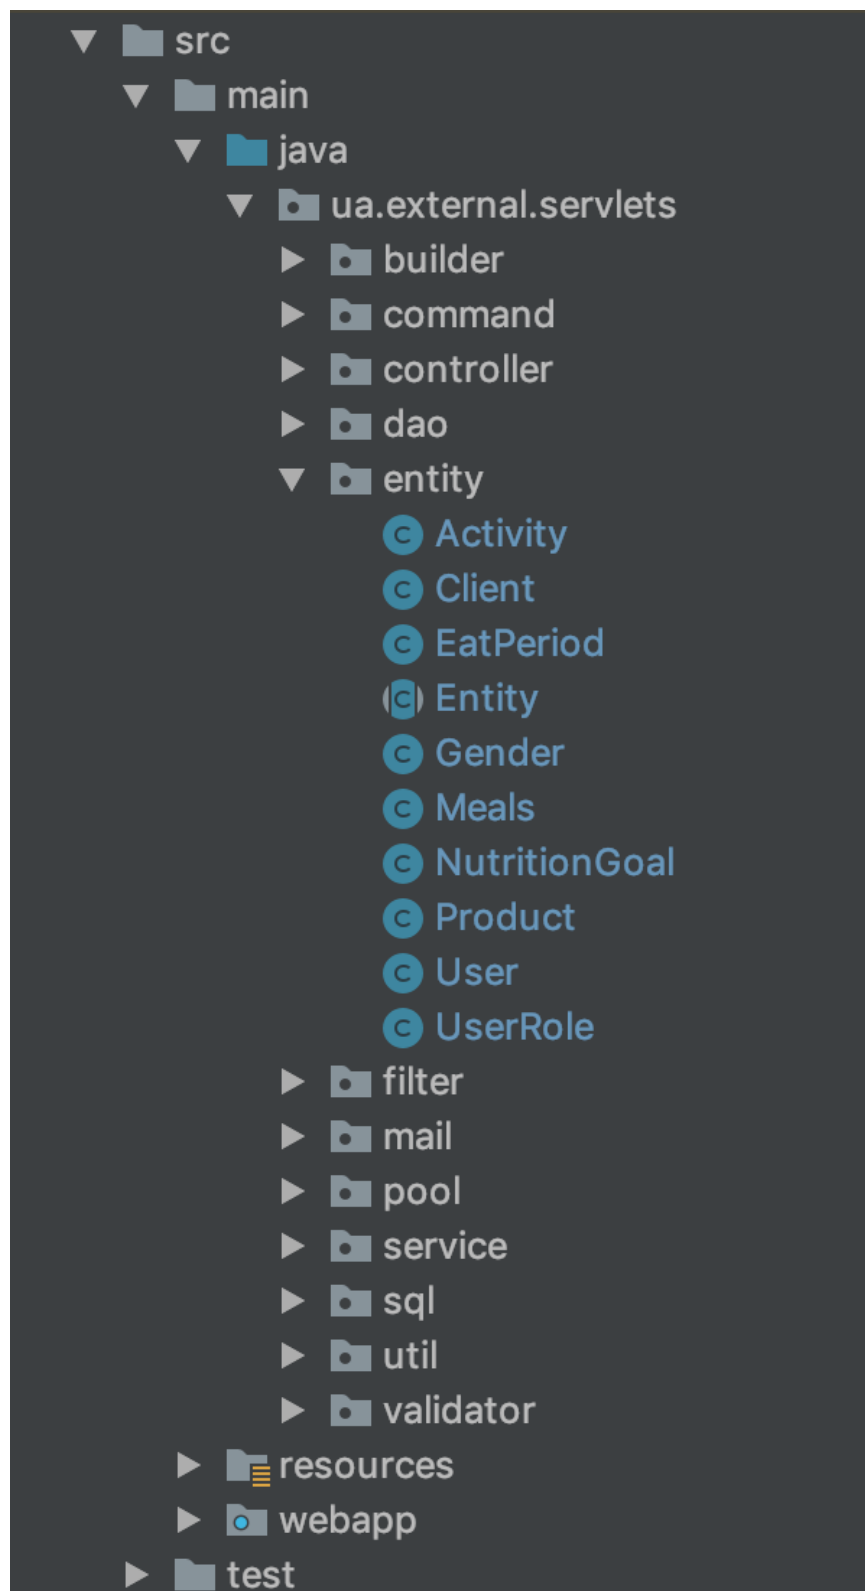 src
main
java
ua.external.servlets
builder
command
controller
dao
entity
Activity
Client
EatPeriod
Entity
Gender
Meals
NutritionGoal
Product
User
UserRole
filter
mail
pool
service
sql
util
validator
resources
webapp
test